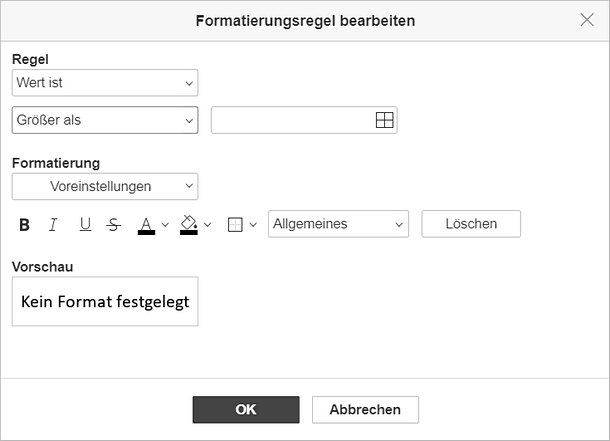 Formatierungsregel bearbeiten
Regel
Wert ist
Größer als
Formatierung
Voreinstellungen
B I U S A Allgemeines Löschen
Vorschau
Kein Format festgelegt
OK Abbrechen